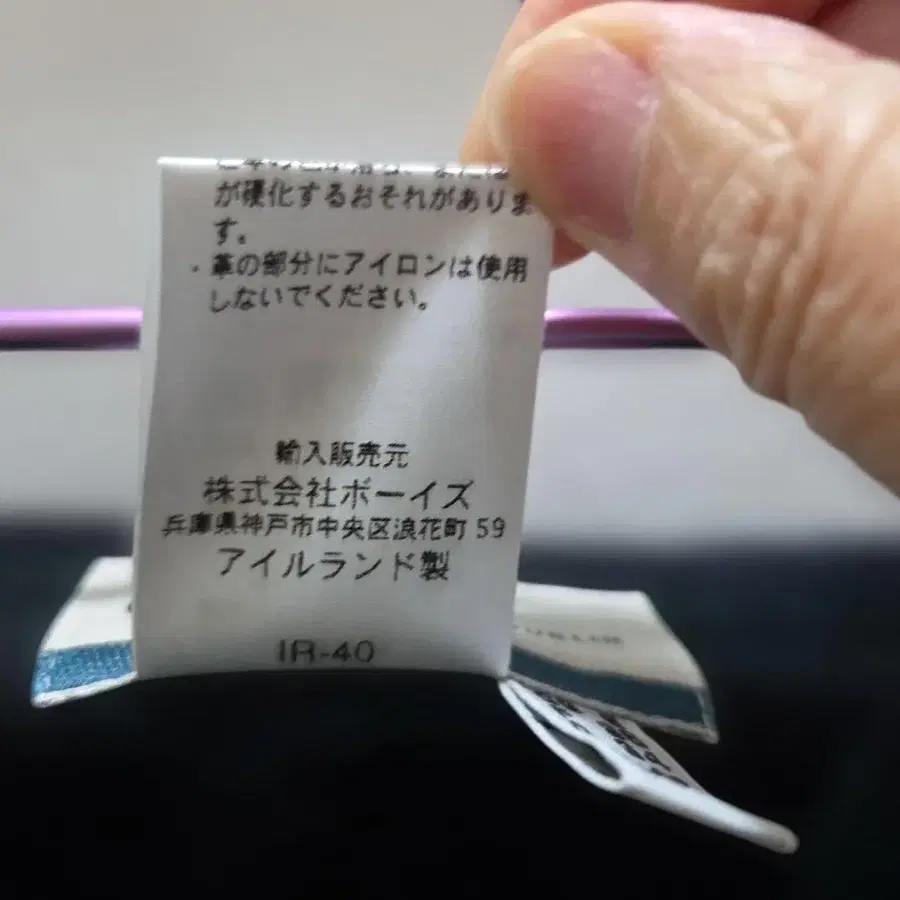 が硬化するおそれがありま
す。
・革の部分にアイロンは使用
しないでください。
輸入販売元
株式会社ボーイズ
兵庫県神戸市中央区浪花町 59
アイルランド製
IR-40